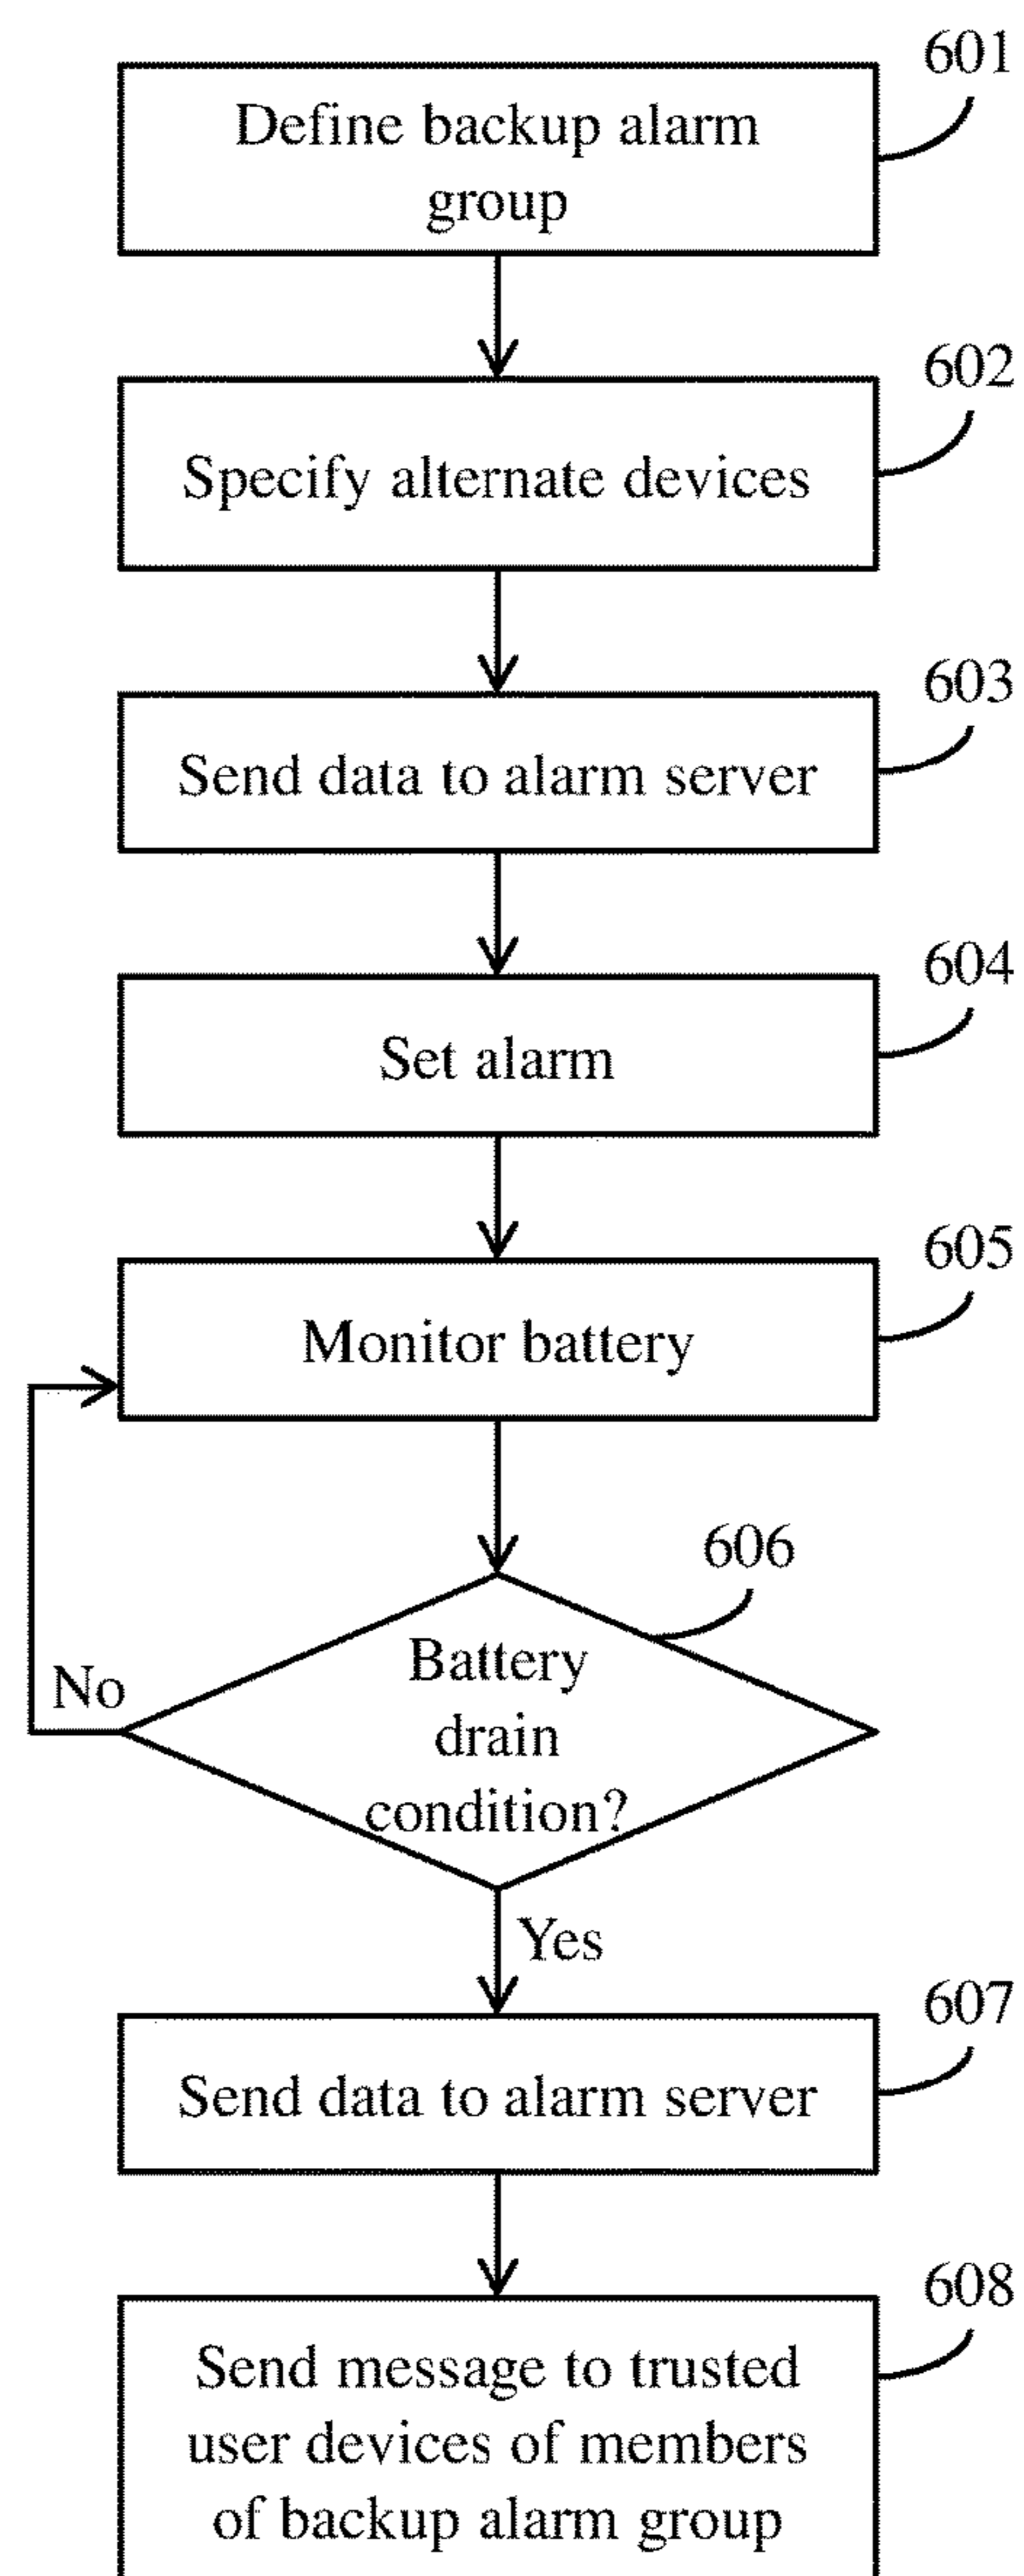 601
Define backup alarm
group
602
Specify alternate devices
603
Send data to alarm server
604
Set alarm
605
Monitor battery
606
Battery
drain
condition?
No
Yes
607
Send data to alarm server
608
Send message to trusted
user devices of members
of backup alarm group